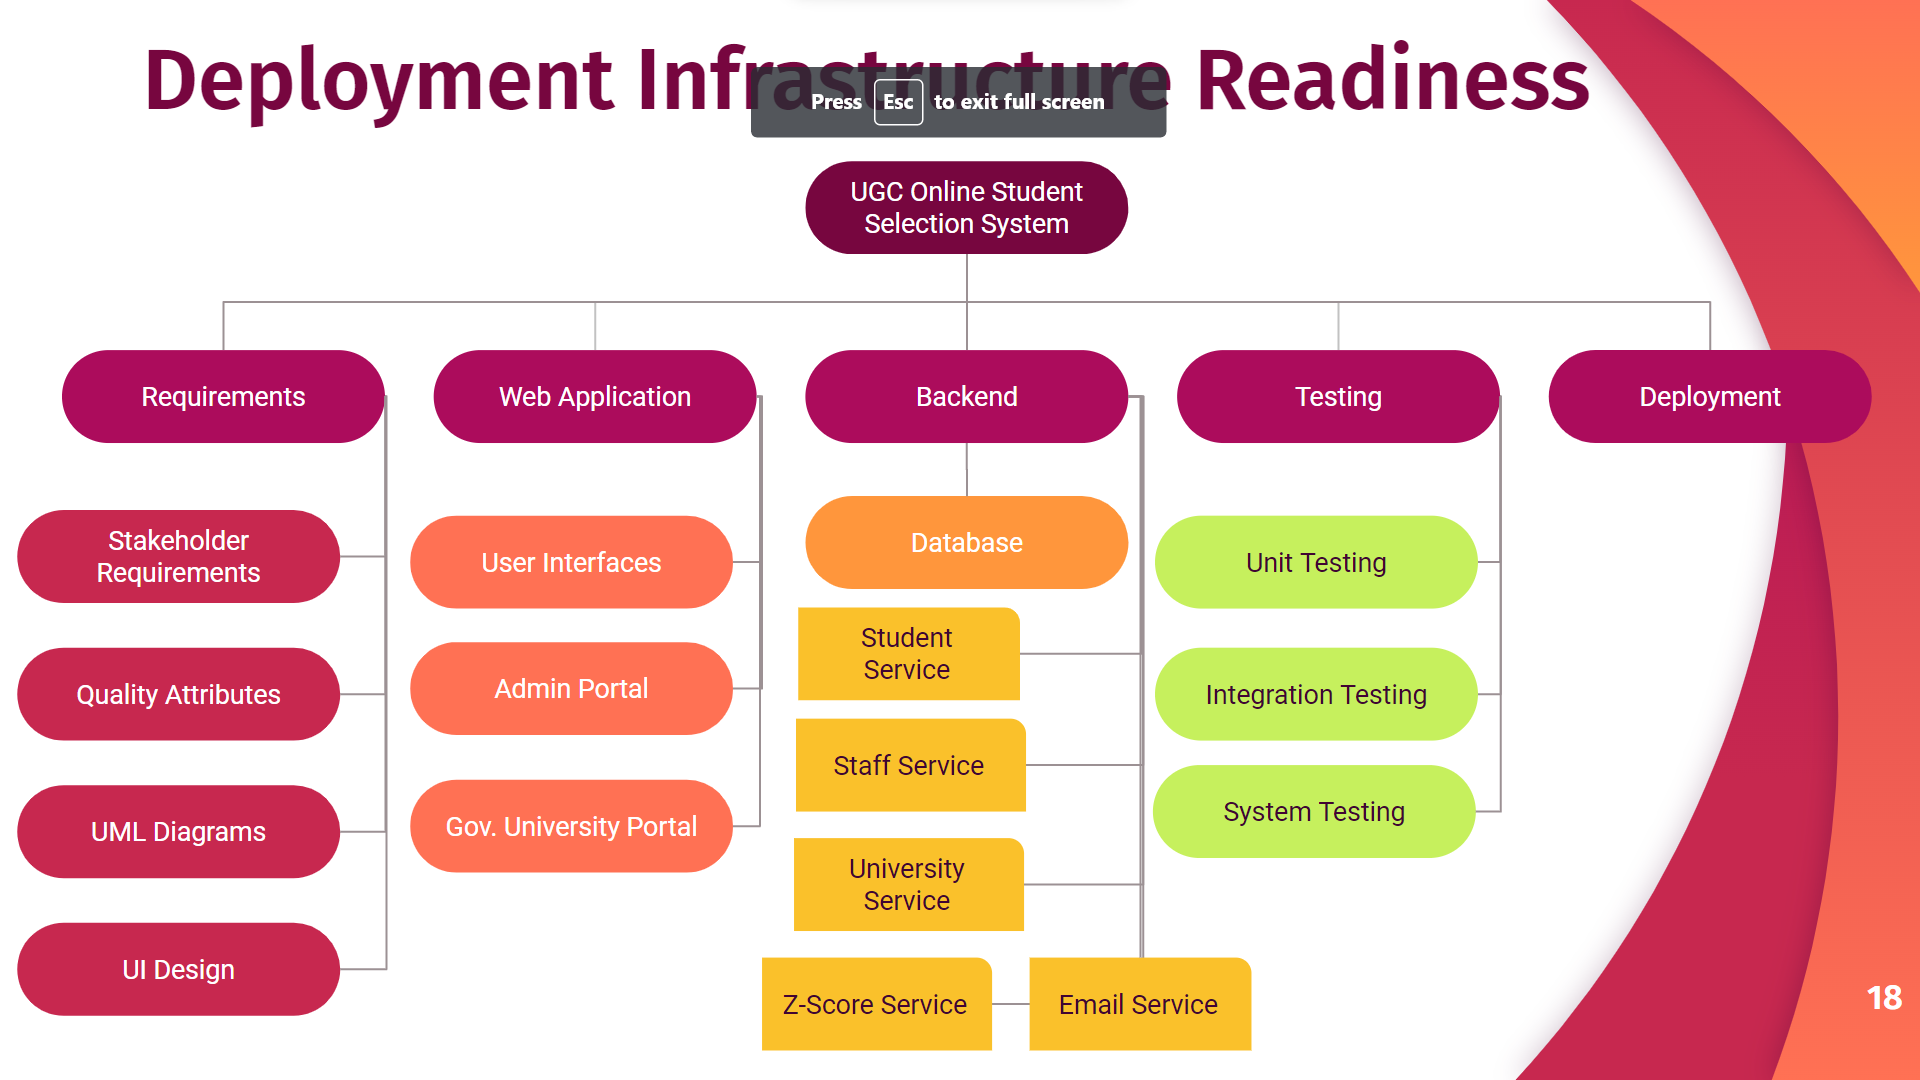 Deployment Infrastructure Readiness
Press Esc to exit full screen
UGC Online Student
Selection System
Requirements
Web Application
Backend
Testing
Deployment
Stakeholder
Requirements
Quality Attributes
UML Diagrams
UI Design
User Interfaces
Admin Portal
Gov. University Portal
Database
Student
Service
Staff Service
University
Service
Z-Score Service
Email Service
Unit Testing
Integration Testing
System Testing
18